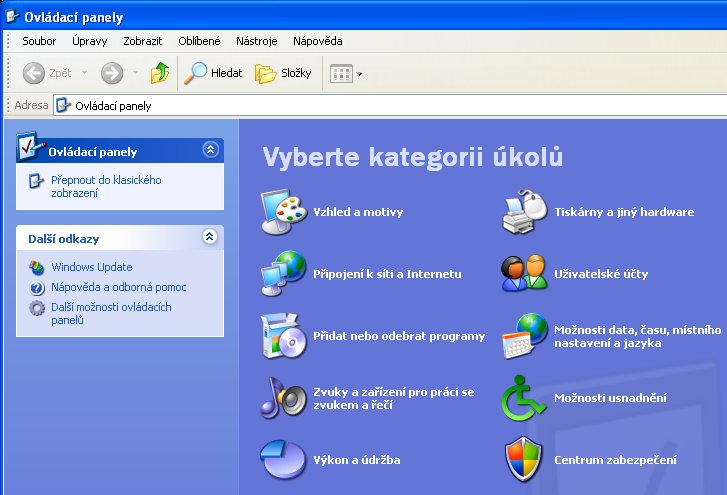 Ovládací panely
Soubor Úpravy Zobrazit Oblíbené Nástroje Nápověda
Zpět Hledat Složky
Adresa Ovládací panely
Ovládací panely
Přepnout do klasického
zobrazení
Další odkazy
Windows Update
Nápověda a odborná pomoc
Další možnosti ovládacích
panelů
Vyberte kategorii úkolů
Vzhled a motivy
Tiskárny a jiný hardware
Připojení k síti a Internetu
Uživatelské účty
Přidat nebo odebrat programy
Možnosti data, času, místního
nastavení a jazyka
Zvuky a zařízení pro práci se
zvukem a řečí
Možnosti usnadnění
Výkon a údržba
Centrum zabezpečení